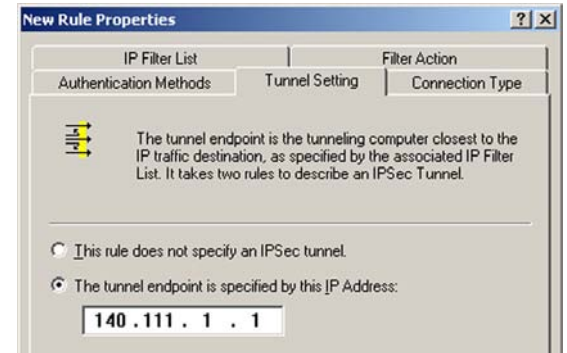 New Rule Properties
IP Filter List Filter Action
Authentication Methods Tunnel Setting Connection Type
The tunnel endpoint is the tunneling computer closest to the
IP traffic destination, as specified by the associated IP Filter
List. It takes two rules to describe an IPSec Tunnel.
This rule does not specify an IPSec tunnel.
The tunnel endpoint is specified by this IP Address:
140 . 111 . 1 . 1